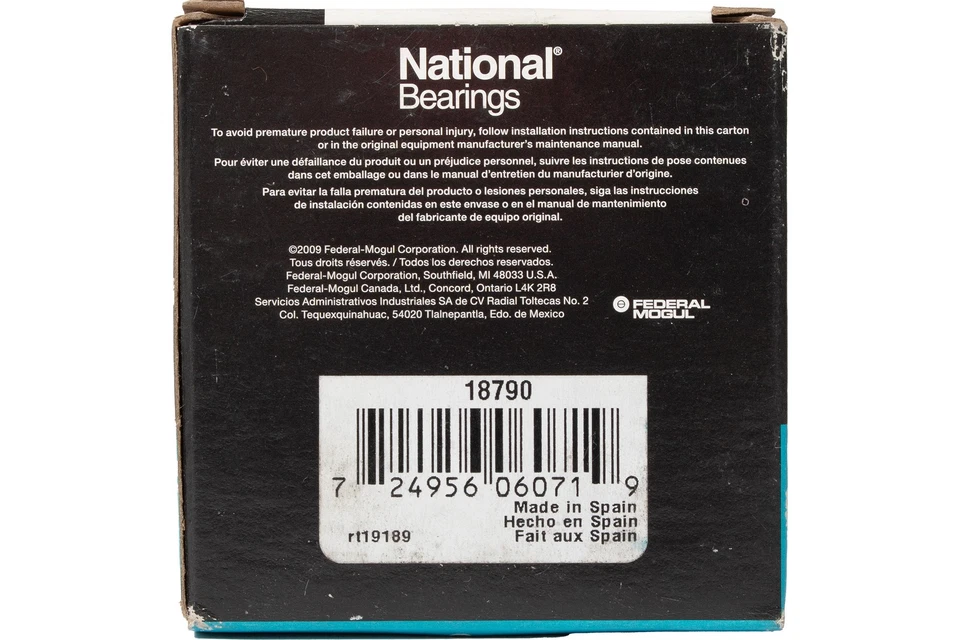 National®
Bearings
To avoid premature product failure or personal injury, follow installation instructions contained in this carton
or in the original equipment manufacturer's maintenance manual.
Pour éviter une défaillance du produit ou un préjudice personnel, suivre les instructions de pose contenues
dans cet emballage ou dans le manuel d'entretien du manufacturier d'origine.
Para evitar la falla prematura del producto o lesiones personales, siga las instrucciones
de instalación contenidas en este envase o en el manual de mantenimiento
del fabricante de equipo original.
©2009 Federal-Mogul Corporation. All rights reserved.
Tous droits réservés. / Todos los derechos reservados.
Federal-Mogul Corporation, Southfield, MI 48033 U.S.A.
Federal-Mogul Canada, Ltd., Concord, Ontario L4K 2R8
Servicios Administrativos Industriales SA de CV Radial Toltecas No. 2
Col. Tequexquinahuac, 54020 Tlalnepantla, Edo. de Mexico
FEDERAL
MOGUL
18790
7 24956 06071 9
Made in Spain
Hecho en Spain
rt19189 Fait aux Spain